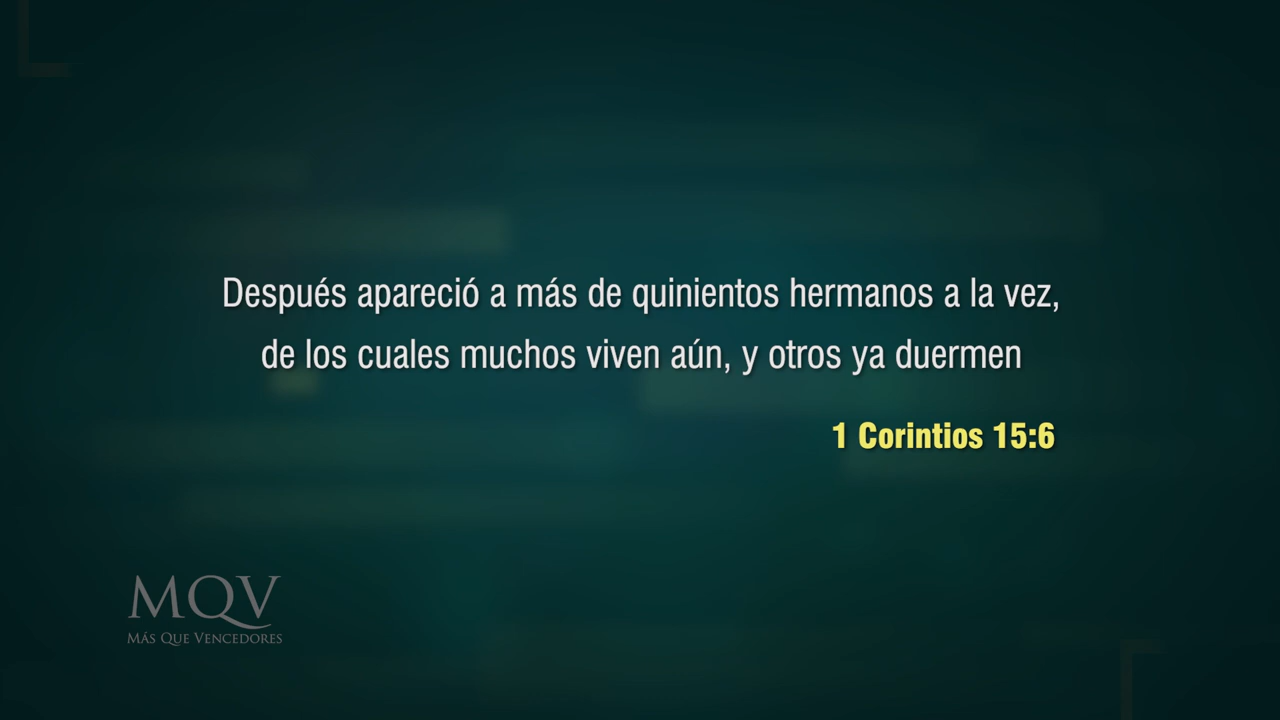 Después apareció a más de quinientos hermanos a la vez,
de los cuales muchos viven aún, y otros ya duermen
1 Corintios 15:6
MQV
MÁS QUE VENCEDORES